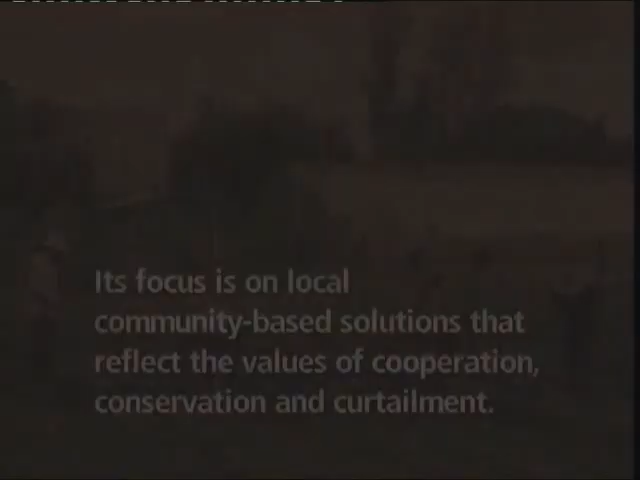 Its focus is on local
community-based solutions that
reflect the values of cooperation,
conservation and curtailment.